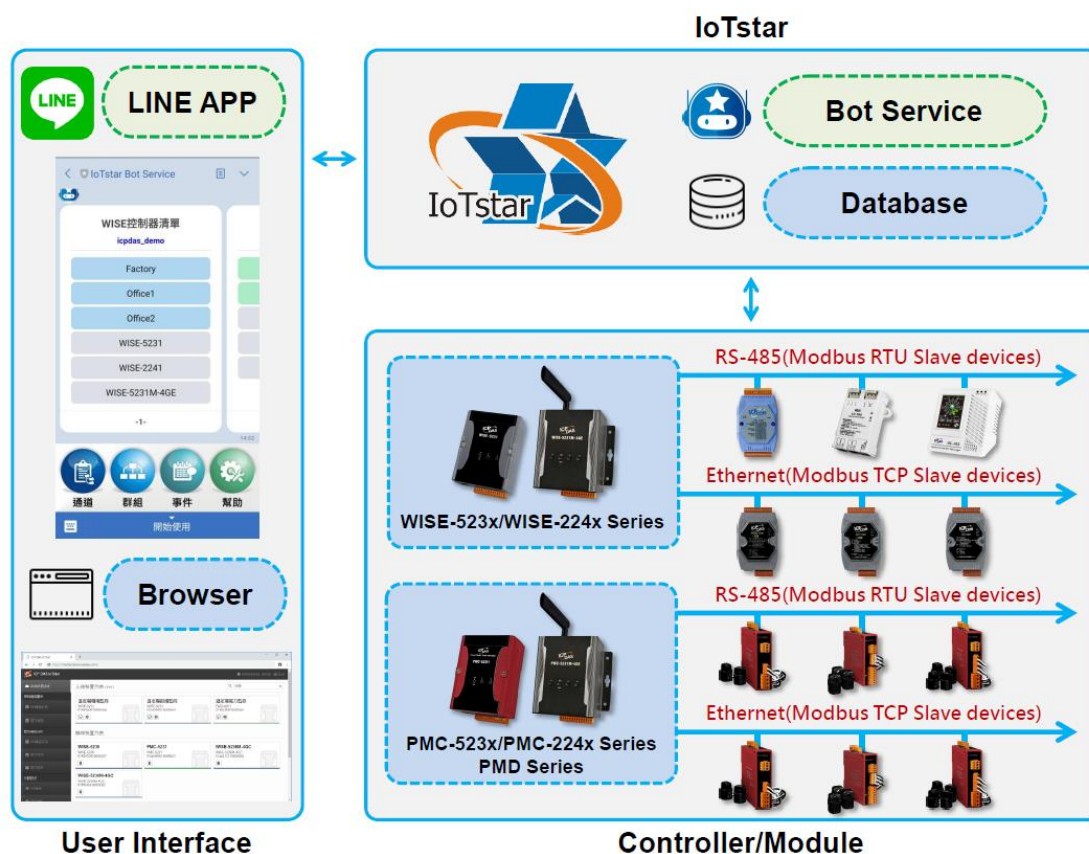 IoTstar
LINE
LINE APP
IoTstar Bot Service
WISE控制器清單
icpdas_demo
Factory
Office1
Office2
WISE-5231
WISE-2241
WISE-5231M-4GE
-1-
14:02
通道
群組
事件
幫助
開始使用
Browser
User Interface
IoTstar
Bot Service
Database
RS-485(Modbus RTU Slave devices)
Ethernet(Modbus TCP Slave devices)
WISE-523x/WISE-224x Series
RS-485(Modbus RTU Slave devices)
Ethernet(Modbus TCP Slave devices)
PMC-523x/PMC-224x Series
PMD Series
Controller/Module